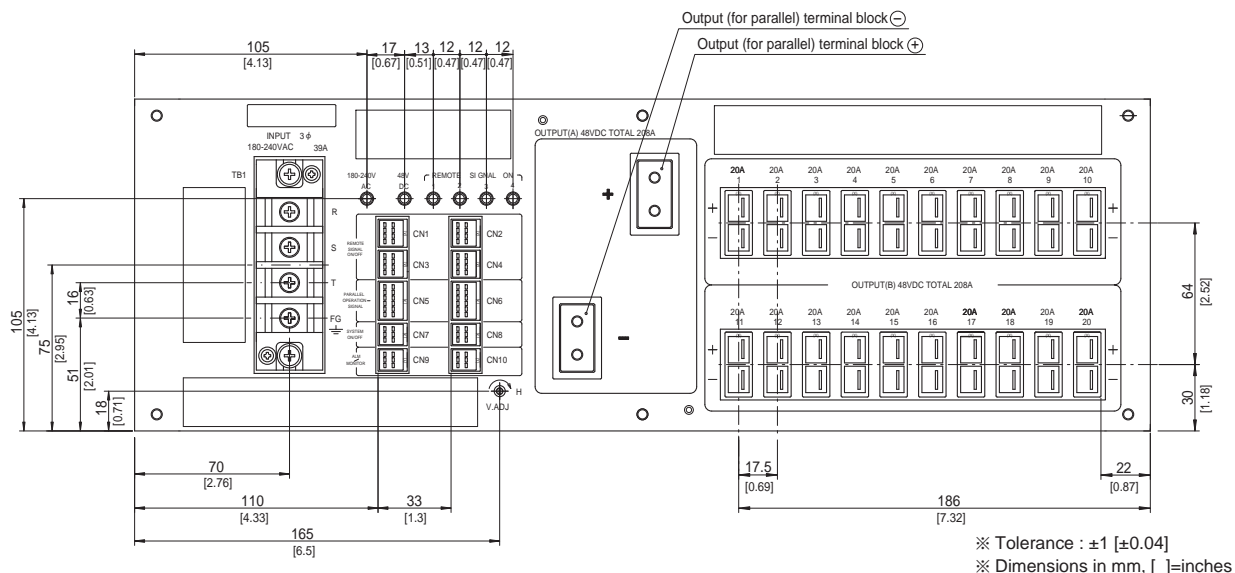 Output (for parallel) terminal block ⊖
Output (for parallel) terminal block ⊕
105
[4.13]
17
[0.67]
13
[0.51]
12
[0.47]
12
[0.47]
12
[0.47]
INPUT 3ϕ
180-240VAC 39A
TB1
R
S
T
FG
180-240V
AC
48V
DC
REMOTE SIGNAL ON
1 2 3 4
REMOTE
SIGNAL
ON/OFF
CN1 CN2
CN3 CN4
PARALLEL
OPERATION
SIGNAL
CN5 CN6
SYSTEM
ON/OFF
CN7 CN8
ALM
MONITOR
CN9 CN10
H
V.ADJ
OUTPUT(A) 48VDC TOTAL 208A
+
-
20A 20A 20A 20A 20A 20A 20A 20A 20A 20A
1 2 3 4 5 6 7 8 9 10
+ +
- -
OUTPUT(B) 48VDC TOTAL 208A
20A 20A 20A 20A 20A 20A 20A 20A 20A 20A
11 12 13 14 15 16 17 18 19 20
+ +
- -
105
[4.13]
75
[2.95]
51
[2.01]
16
[0.63]
18
[0.71]
64
[2.52]
30
[1.18]
70
[2.76]
110
[4.33]
33
[1.3]
165
[6.5]
17.5
[0.69]
22
[0.87]
186
[7.32]
※ Tolerance : ±1 [±0.04]
※ Dimensions in mm, [ ]=inches